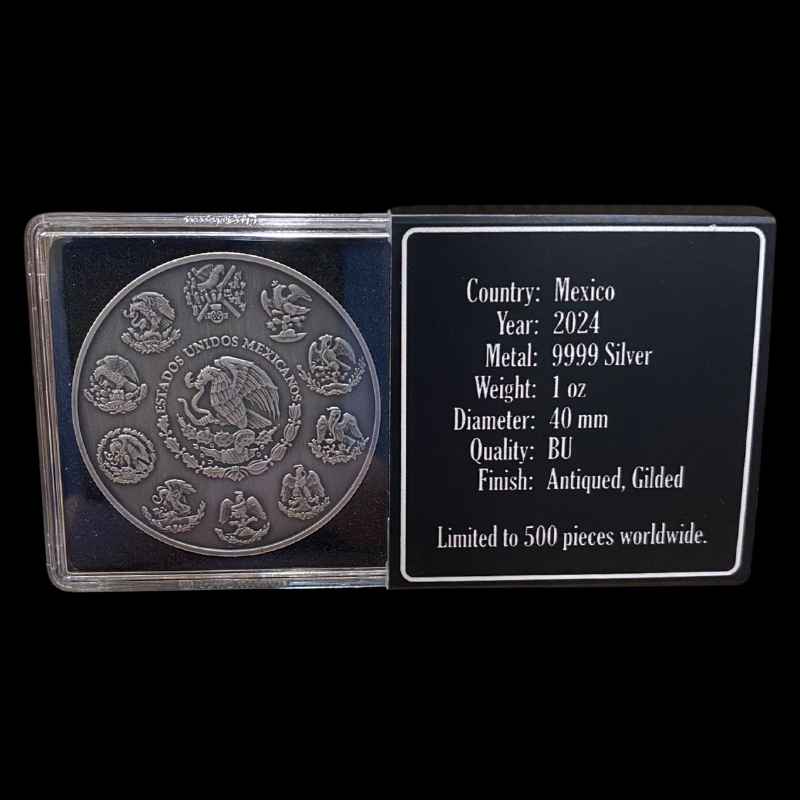 ESTADOS UNIDOS MEXICANOS
Country: Mexico
Year: 2024
Metal: 9999 Silver
Weight: 1 oz
Diameter: 40 mm
Quality: BU
Finish: Antiqued, Gilded
Limited to 500 pieces worldwide.